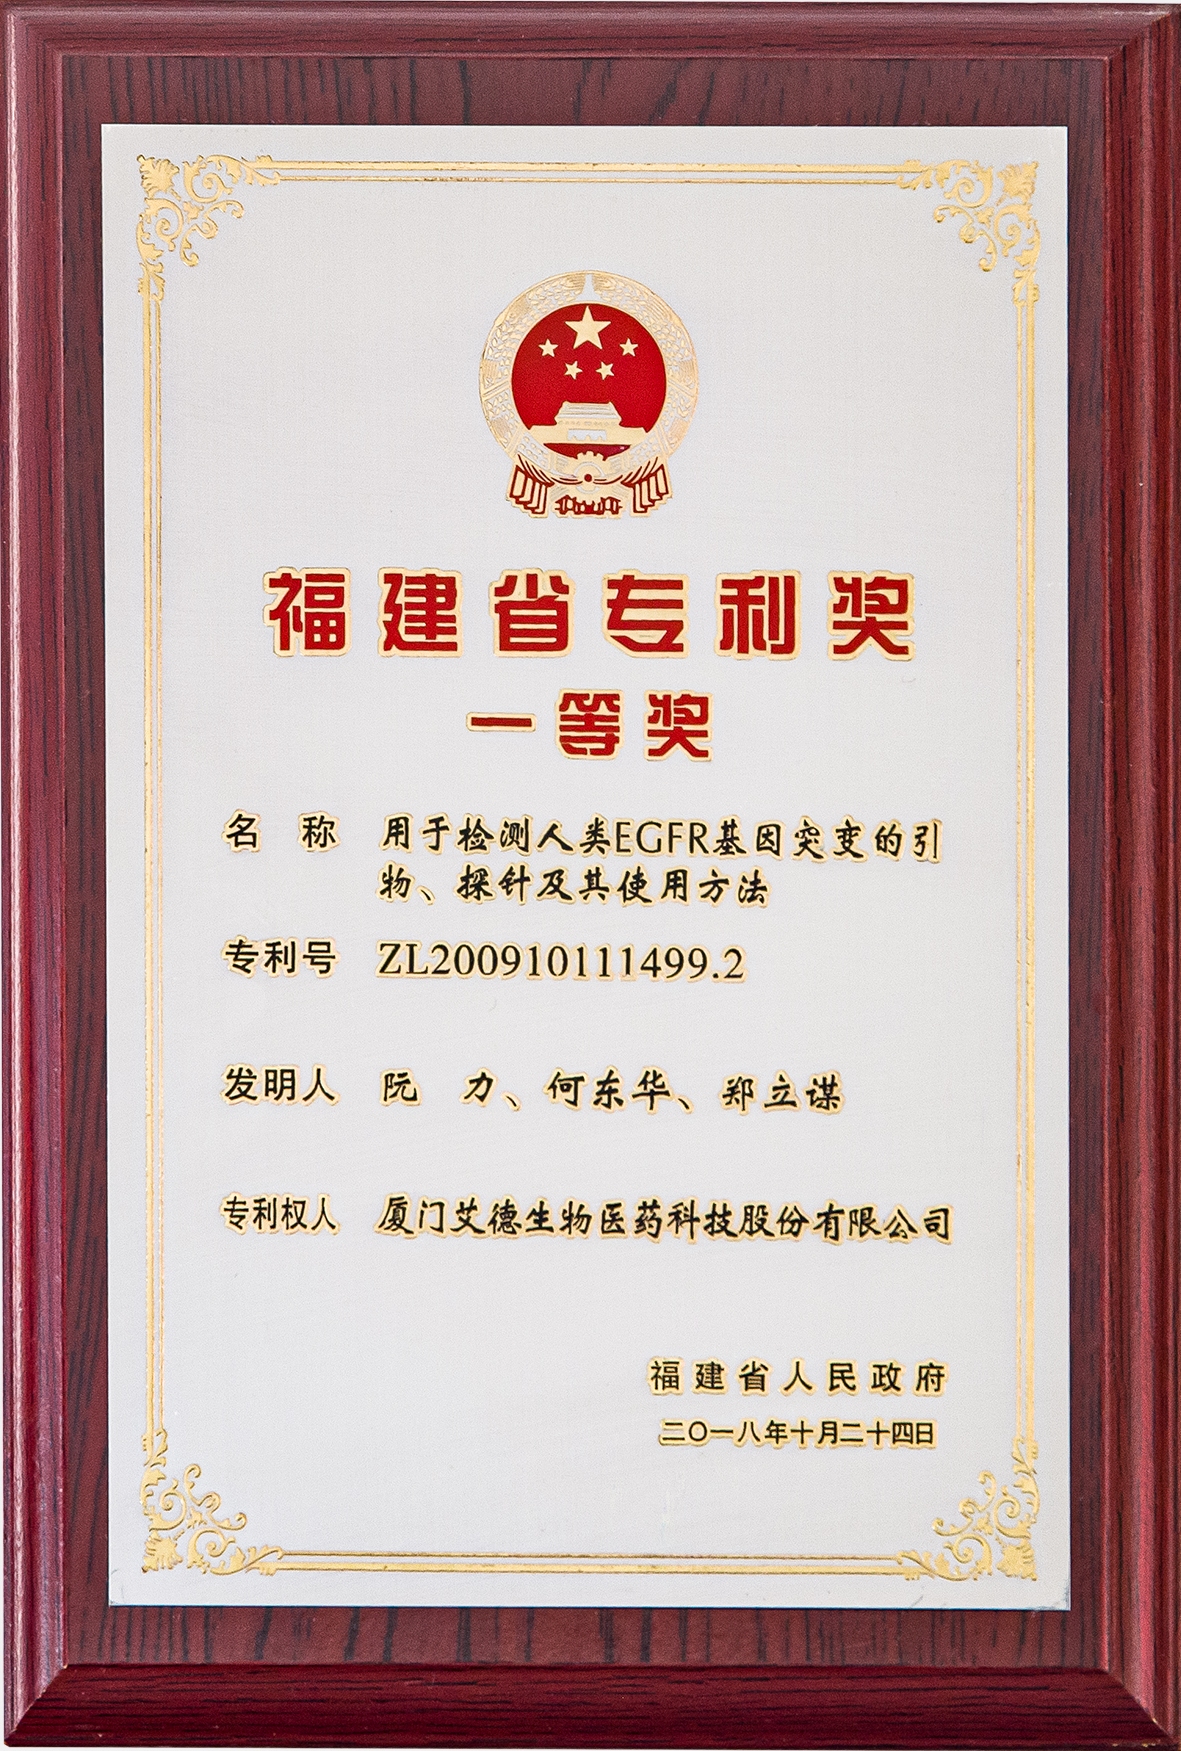 福建省专利奖
一等奖
名 称 用于检测人类EGFR基因突变的引
物、探针及其使用方法
专利号 ZL200910111499.2
发明人 阮 力、何东华、郑立谋
专利权人 厦门艾德生物医药科技股份有限公司
福建省人民政府
二〇一八年十月二十四日